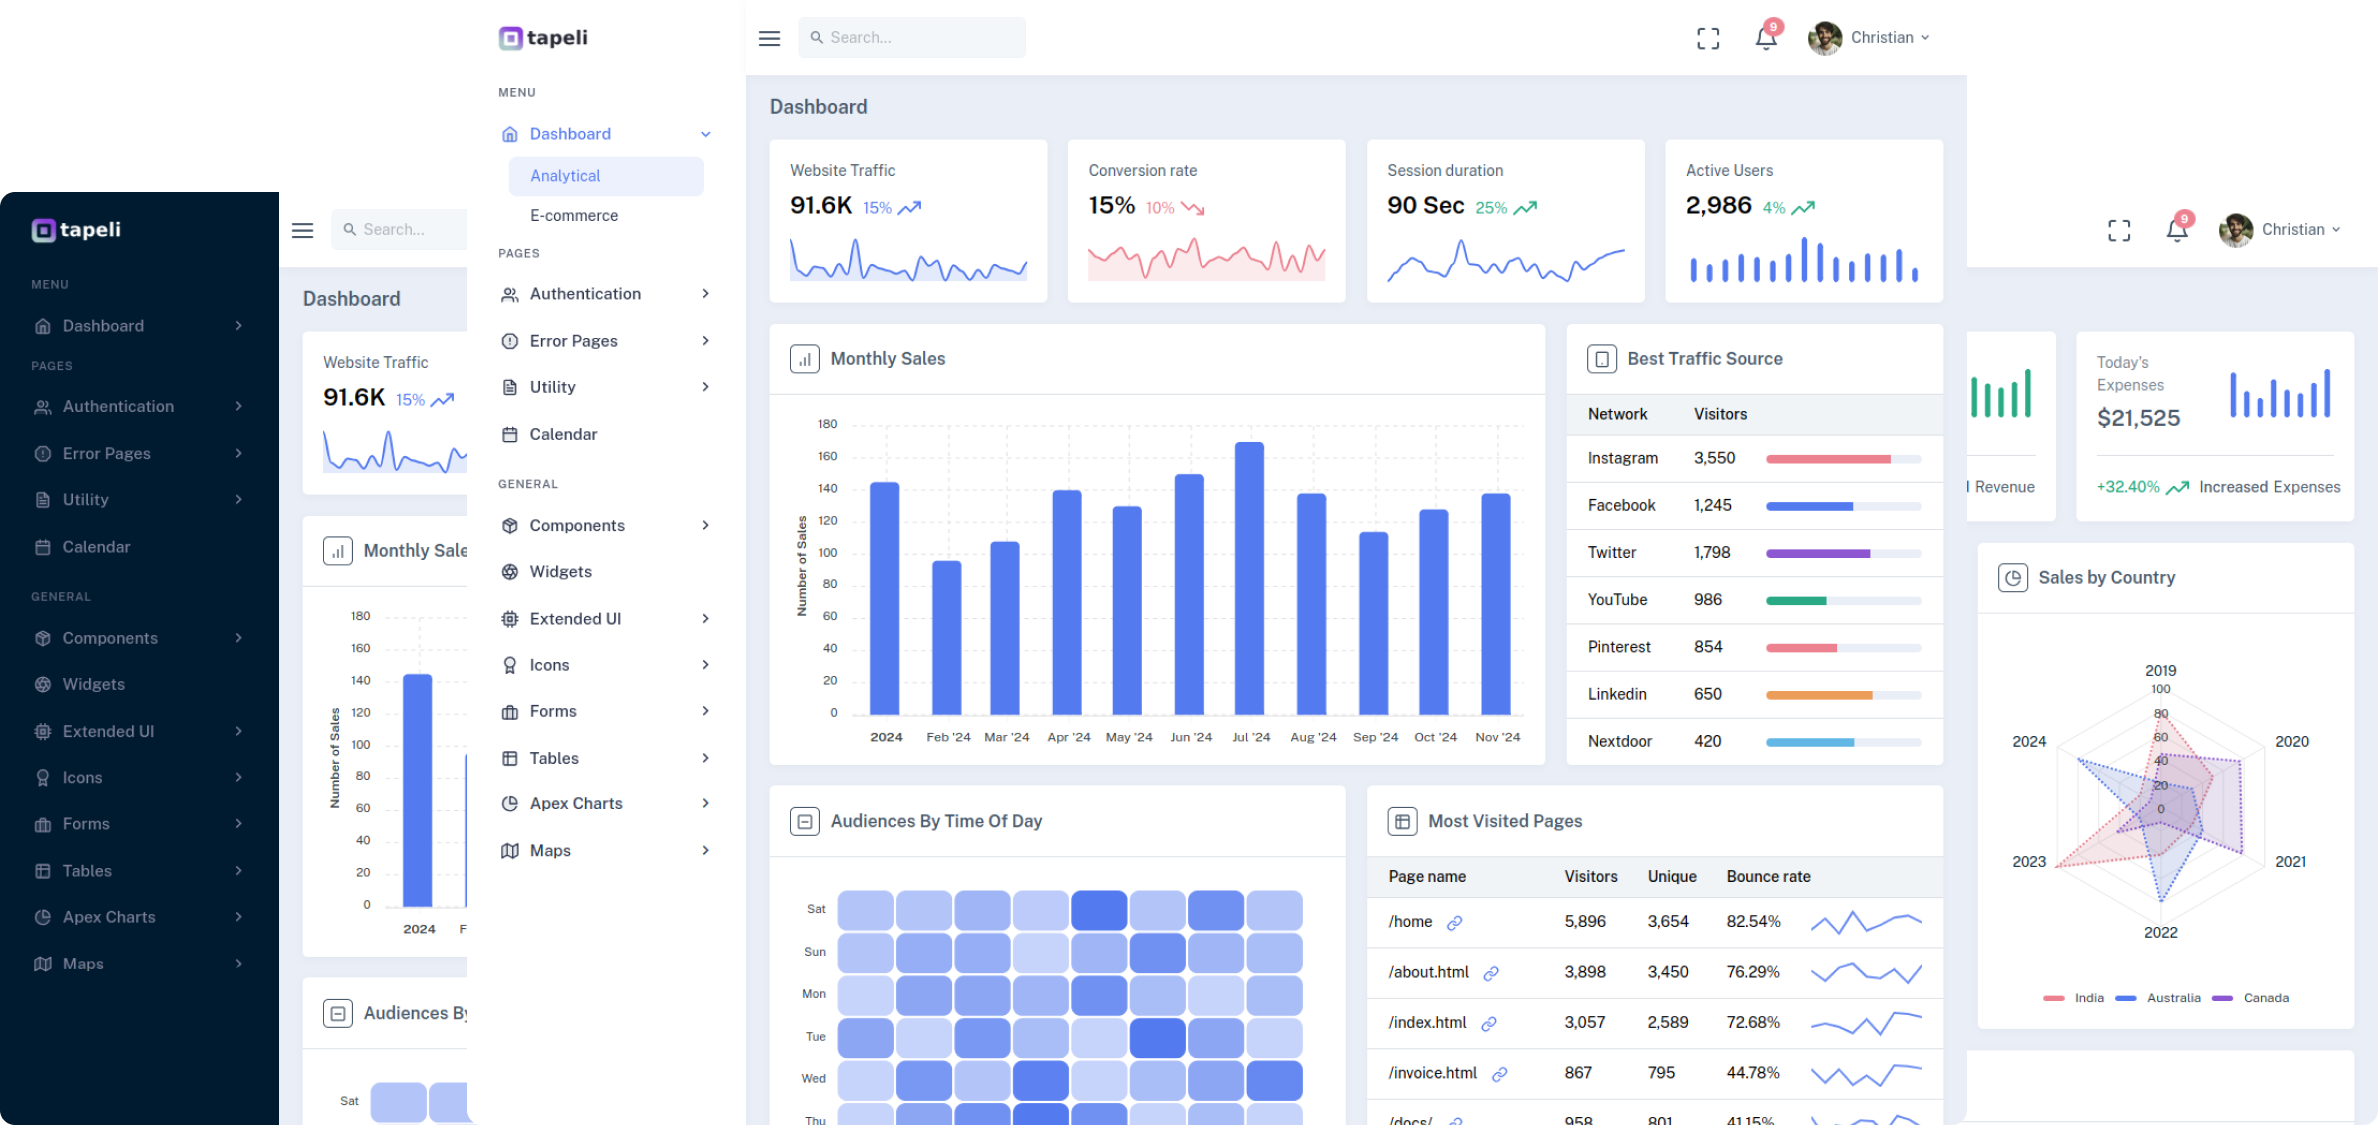 tapeli
MENU
Dashboard
Analytical
E-commerce
PAGES
Authentication
Error Pages
Utility
Calendar
GENERAL
Components
Widgets
Extended UI
Icons
Forms
Tables
Apex Charts
Maps
Search...
9
Christian
Dashboard
Website Traffic
91.6K 15%
Conversion rate
15% 10%
Session duration
90 Sec 25%
Active Users
2,986 4%
Monthly Sales
Number of Sales
180
160
140
120
100
80
60
40
20
0
2024 Feb '24 Mar '24 Apr '24 May '24 Jun '24 Jul '24 Aug '24 Sep '24 Oct '24 Nov '24
Best Traffic Source
Network Visitors
Instagram 3,550
Facebook 1,245
Twitter 1,798
YouTube 986
Pinterest 854
Linkedin 650
Nextdoor 420
Audiences By Time Of Day
Sat
Sun
Mon
Tue
Wed
Thu
Most Visited Pages
Page name Visitors Unique Bounce rate
/home 5,896 3,654 82.54%
/about.html 3,898 3,450 76.29%
/index.html 3,057 2,589 72.68%
/invoice.html 867 795 44.78%
/docs/ 958 801 41.15%
tapeli
MENU
Dashboard
PAGES
Authentication
Error Pages
Utility
Calendar
GENERAL
Components
Widgets
Extended UI
Icons
Forms
Tables
Apex Charts
Maps
Search...
Dashboard
Website Traffic
91.6K 15%
Monthly Sale
Number of Sales
180
160
140
120
100
80
60
40
20
0
2024 F
Audiences By
Sat
9
Christian
Revenue
Today's
Expenses
$21,525
+32.40% Increased Expenses
Sales by Country
2019
100
80
60
40
20
0
2020
2021
2022
2023
2024
India Australia Canada